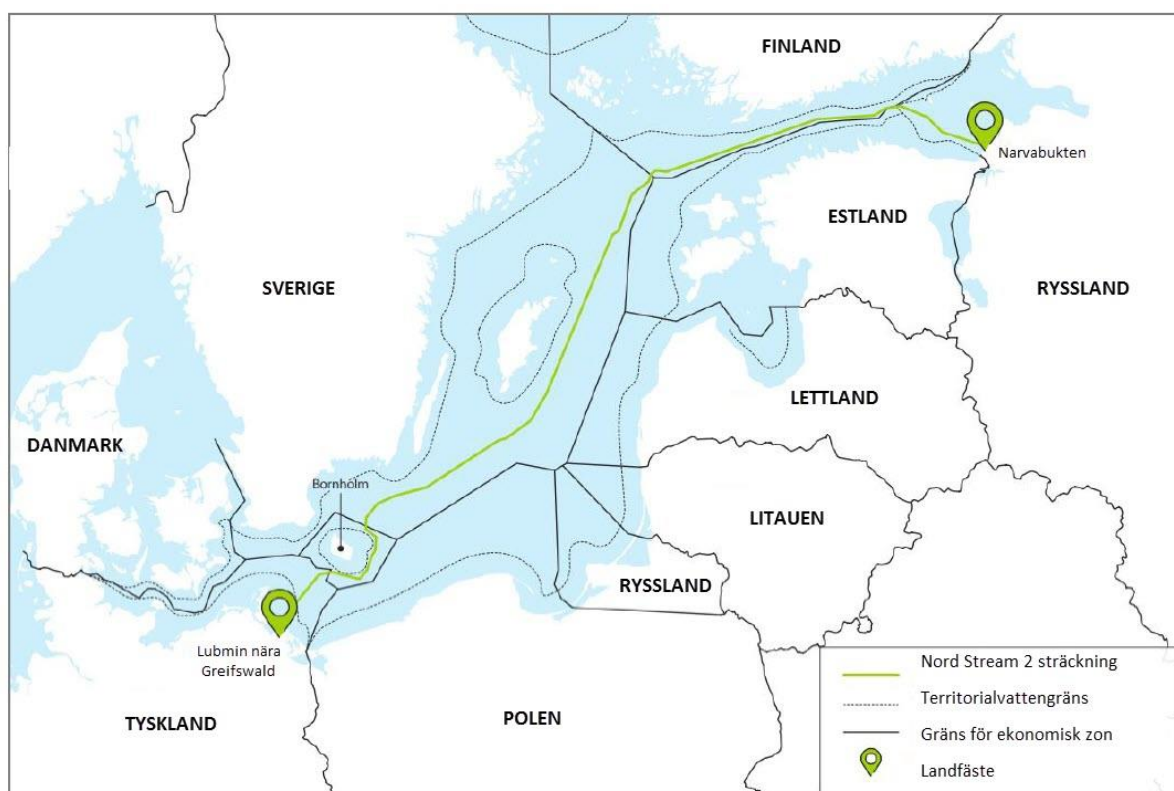 FINLAND
Narvabukten
ESTLAND
SVERIGE
RYSSLAND
LETTLAND
DANMARK
Bornholm
LITAUEN
RYSSLAND
Lubmin nära
Greifswald
TYSKLAND
POLEN
Nord Stream 2 sträckning
Territorialvattengräns
Gräns för ekonomisk zon
Landfäste